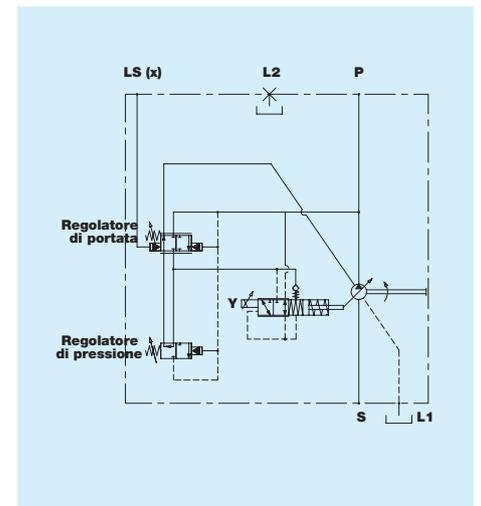 LS (x)
L2
P
Regolatore
di portata
Y
Regolatore
di pressione
S
L1